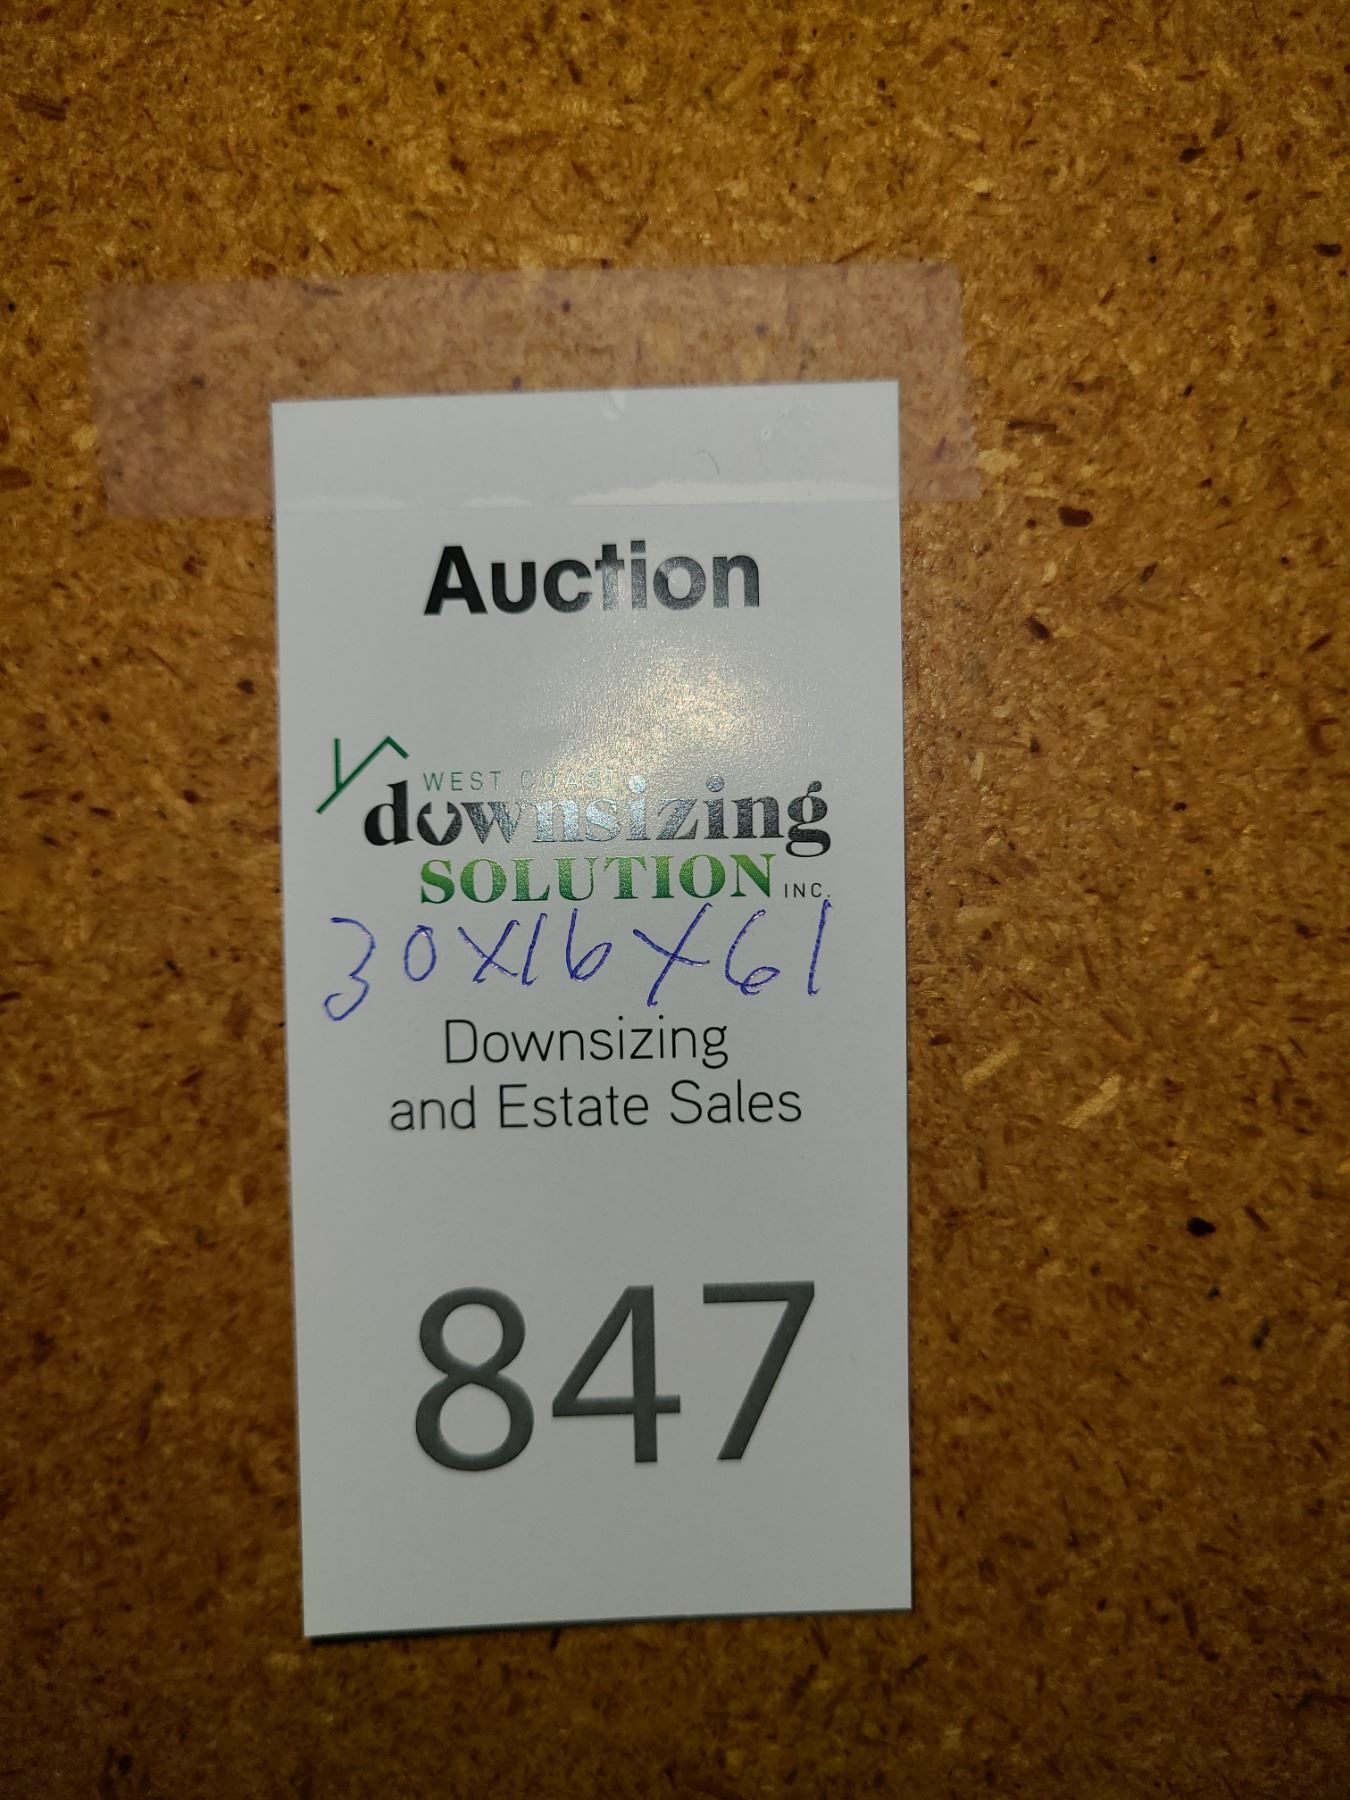 Auction
WEST COAST
downsizing
SOLUTION INC.
30X16X61
Downsizing
and Estate Sales
847